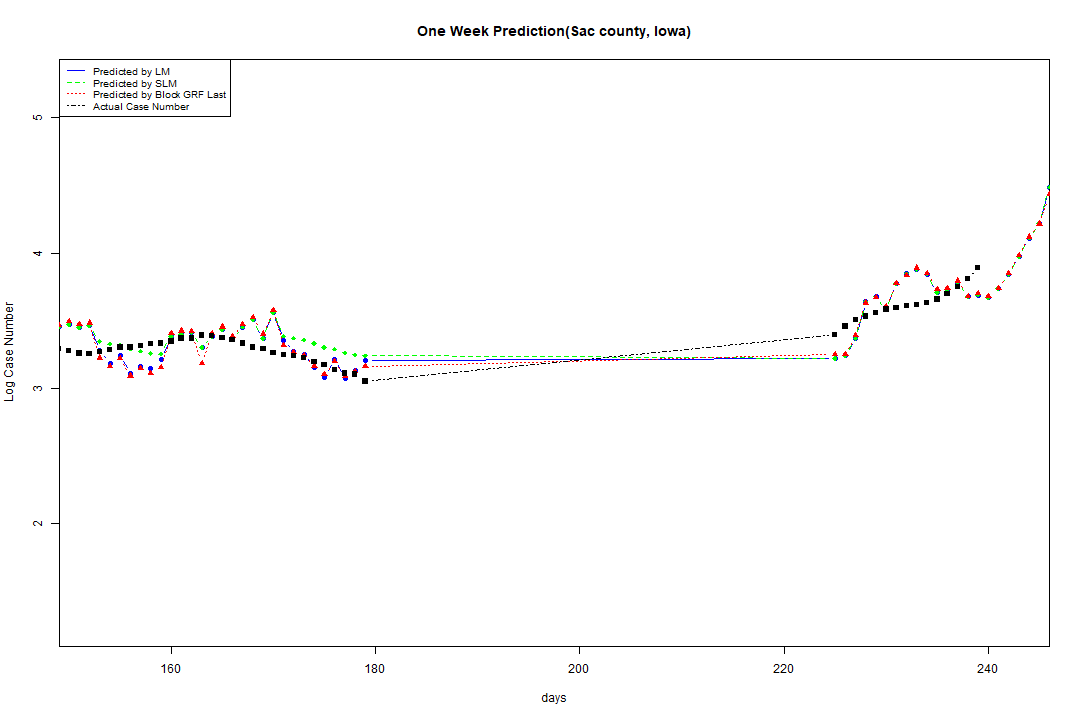 One Week Prediction(Sac county, Iowa)
Predicted by LM
Predicted by SLM
Predicted by Block GRF Last
Actual Case Number
5
4
3
2
Log Case Number
160 180 200 220 240
days